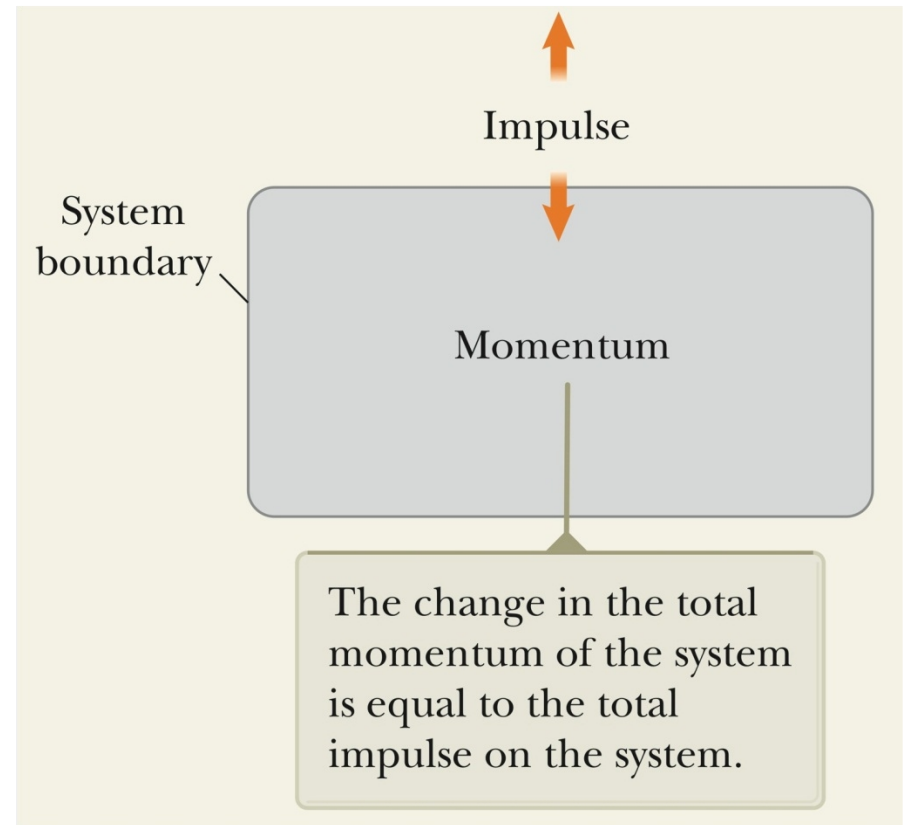 Impulse
System
boundary
Momentum
The change in the total
momentum of the system
is equal to the total
impulse on the system.